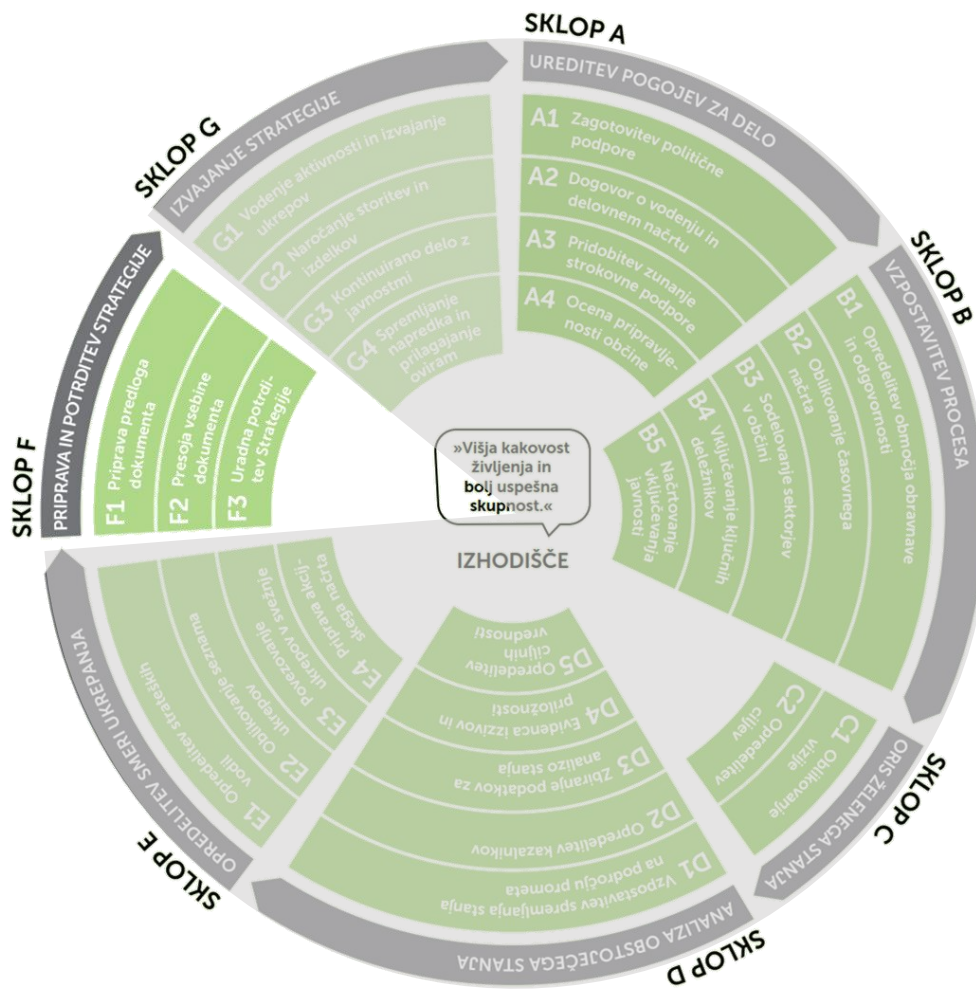 SKLOP A
UREDITEV POGOJEV ZA DELO
A1 Zagotovitev politične
podpore
A2 Dogovor o vodenju in
delovnem načrtu
A3 Pridobitev zunanje
strokovne podpore
A4 Ocena pripravlje-
nosti občine
SKLOP B
VZPOSTAVITEV PROCESA
B1 Opredelitev območja obravnave
in odgovornosti
B2 Oblikovanje časovnega
načrta
B3 Sodelovanje sektorjev
v občini
B4 Vključevanje ključnih
deležnikov
B5 Načrtovanje
vključevanja
javnosti
SKLOP C
ORIS ŽELENEGA STANJA
C1 Oblikovanje
vizije
C2 Opredelitev
ciljev
SKLOP D
ANALIZA OBSTOJEČEGA STANJA
D1 Vzpostavitev spremljanja stanja
na področju prometa
D2 Opredelitev kazalnikov
D3 Zbiranje podatkov za
analizo stanja
D4 Evidenca izzivov in
priložnosti
D5 Opredelitev
ciljnih
vrednosti
SKLOP E
OPREDELITEV SMERI UKREPANJA
E1 Opredelitev strateških
vodil
E2 Oblikovanje seznama
ukrepov
E3 Povezovanje
ukrepov v svežnje
E4 Priprava akcij-
skega načrta
SKLOP F
PRIPRAVA IN POTRDITEV STRATEGIJE
F1 Priprava predloga
dokumenta
F2 Presoja vsebine
dokumenta
F3 Uradna potrdi-
tev Strategije
SKLOP G
IZVAJANJE STRATEGIJE
G1 Vodenje aktivnosti in izvajanje
ukrepov
G2 Naročanje storitev in
izdelkov
G3 Kontinuirano delo z
javnostmi
G4 Spremljanje
napredka in
prilagajanje
oviram
»Višja kakovost
življenja in
bolj uspešna
skupnost.«
IZHODIŠČE